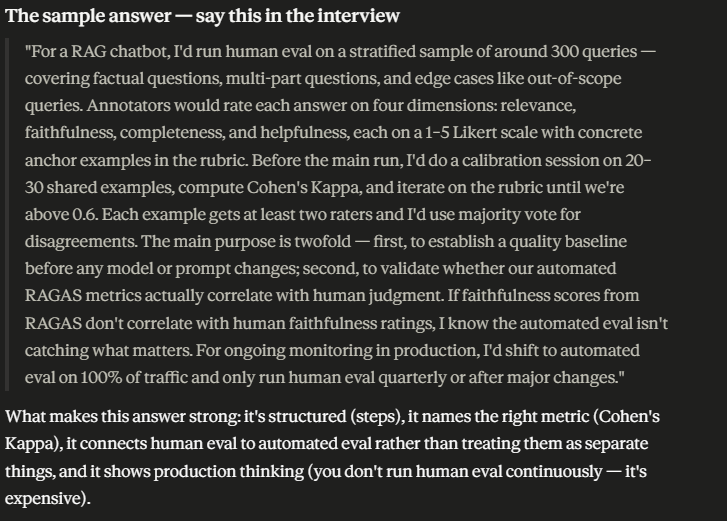 The sample answer — say this in the interview
"For a RAG chatbot, I'd run human eval on a stratified sample of around 300 queries —
covering factual questions, multi-part questions, and edge cases like out-of-scope
queries. Annotators would rate each answer on four dimensions: relevance,
faithfulness, completeness, and helpfulness, each on a 1–5 Likert scale with concrete
anchor examples in the rubric. Before the main run, I'd do a calibration session on 20–
30 shared examples, compute Cohen's Kappa, and iterate on the rubric until we're
above 0.6. Each example gets at least two raters and I'd use majority vote for
disagreements. The main purpose is twofold — first, to establish a quality baseline
before any model or prompt changes; second, to validate whether our automated
RAGAS metrics actually correlate with human judgment. If faithfulness scores from
RAGAS don't correlate with human faithfulness ratings, I know the automated eval isn't
catching what matters. For ongoing monitoring in production, I'd shift to automated
eval on 100% of traffic and only run human eval quarterly or after major changes."
What makes this answer strong: it's structured (steps), it names the right metric (Cohen's
Kappa), it connects human eval to automated eval rather than treating them as separate
things, and it shows production thinking (you don't run human eval continuously — it's
expensive).